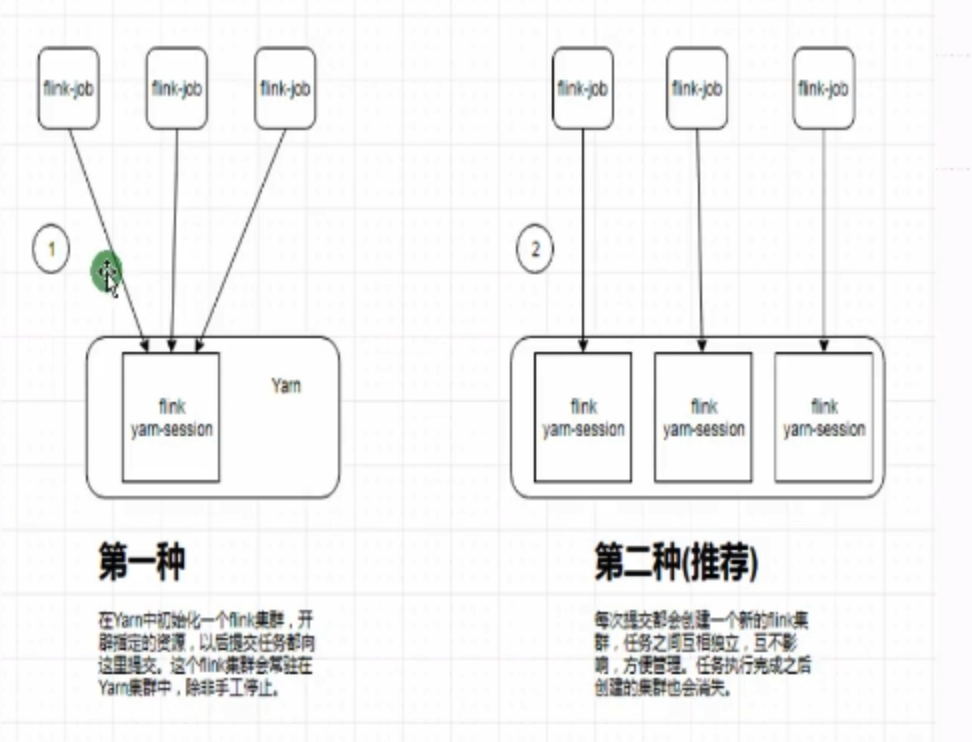 flink-job
flink-job
flink-job
1
Yarn
flink
yarn-session
第一种
在Yarn中初始化一个flink集群，开
辟指定的资源，以后提交任务都向
这里提交。这个flink集群会常驻在
Yarn集群中，除非手工停止。
flink-job
flink-job
flink-job
2
flink
yarn-session
flink
yarn-session
flink
yarn-session
第二种(推荐)
每次提交都会创建一个新的flink集
群，任务之间互相独立，互不影
响，方便管理。任务执行完成之后
创建的集群也会消失。